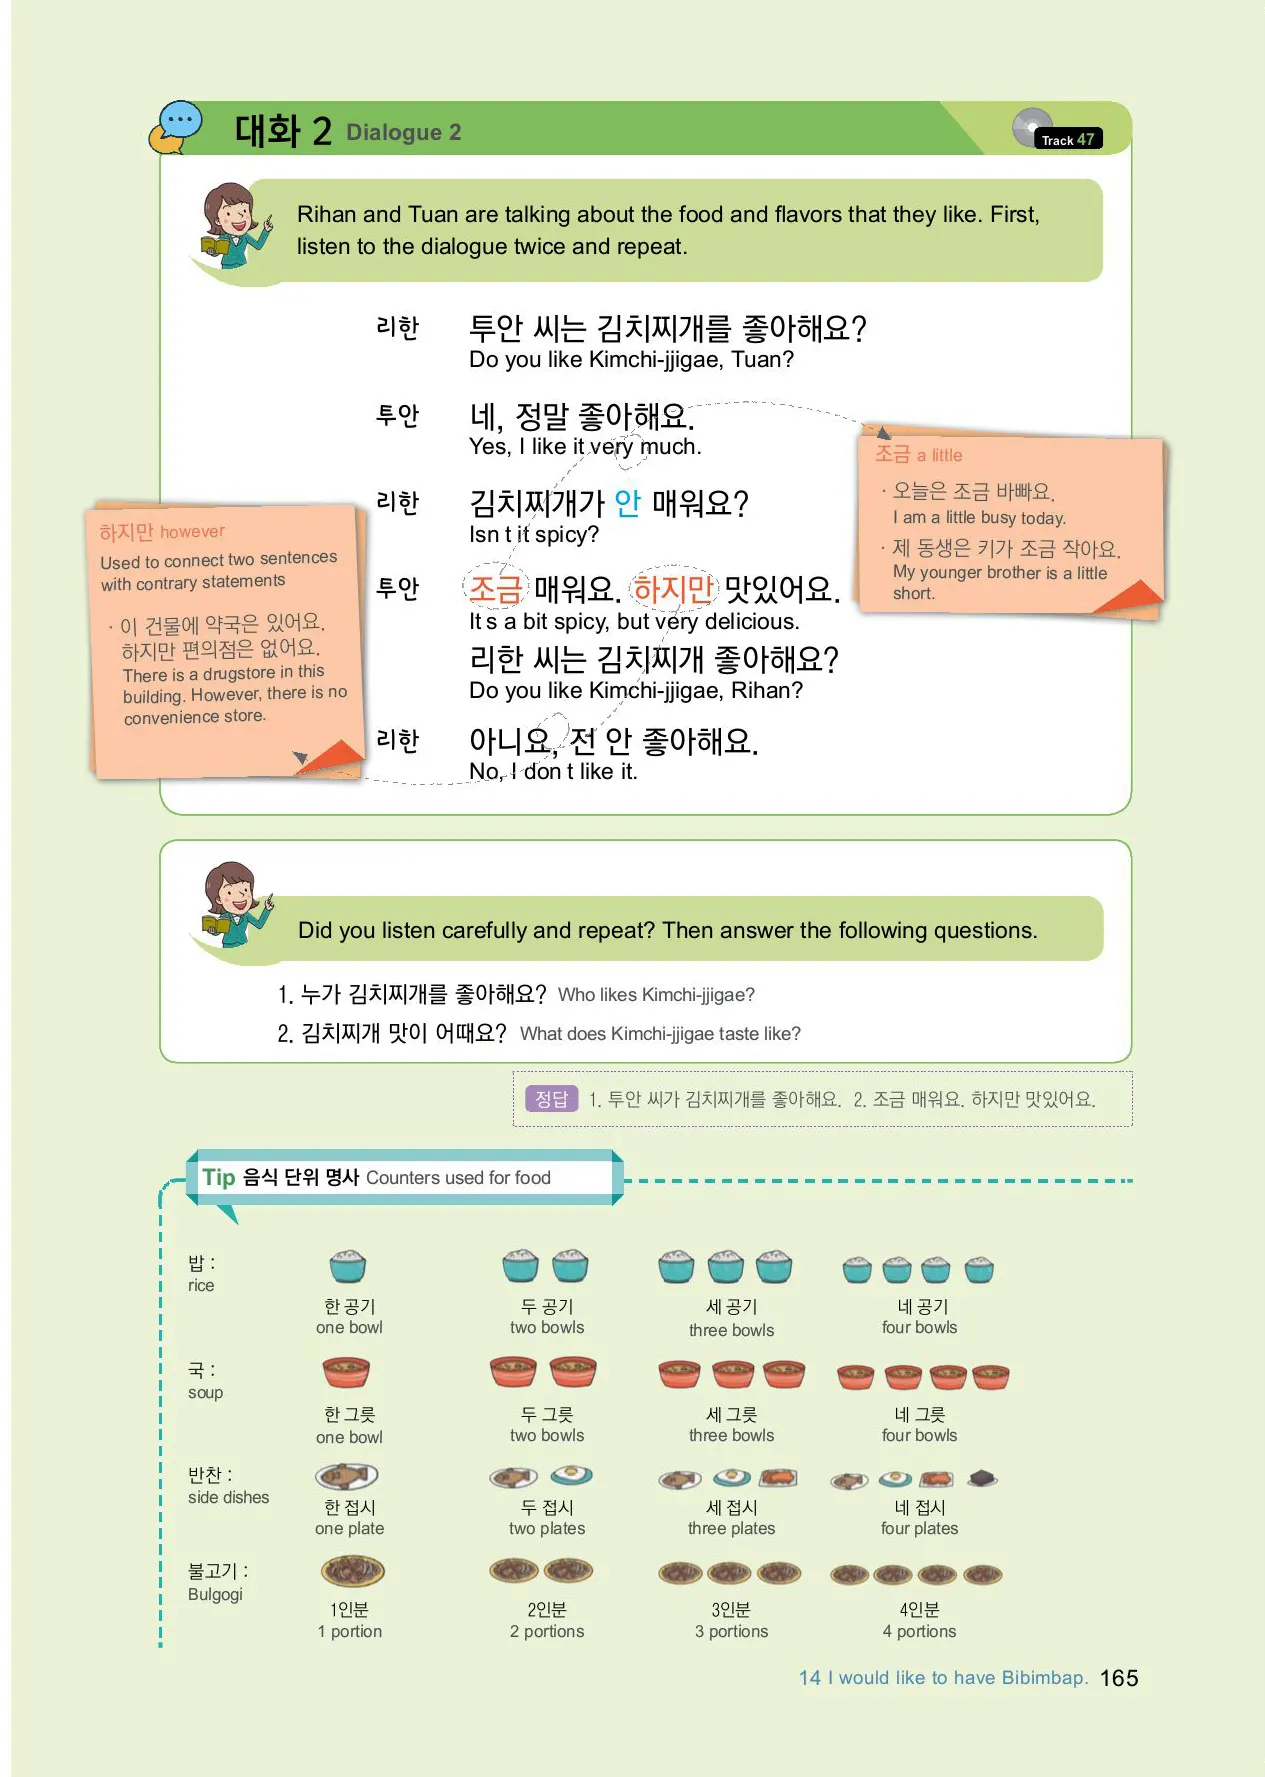 대화 2 Dialogue 2
Track 47
Rihan and Tuan are talking about the food and flavors that they like. First,
listen to the dialogue twice and repeat.
리한 투안 씨는 김치찌개를 좋아해요?
Do you like Kimchi-jjigae, Tuan?
투안 네, 정말 좋아해요.
Yes, I like it very much.
리한 김치찌개가 안 매워요?
Isn t it spicy?
투안 조금 매워요. 하지만 맛있어요.
It s a bit spicy, but very delicious.
리한 씨는 김치찌개 좋아해요?
Do you like Kimchi-jjigae, Rihan?
리한 아니요, 전 안 좋아해요.
No, I don t like it.
조금 a little
· 오늘은 조금 바빠요.
I am a little busy today.
· 제 동생은 키가 조금 작아요.
My younger brother is a little
short.
하지만 however
Used to connect two sentences
with contrary statements
· 이 건물에 약국은 있어요.
하지만 편의점은 없어요.
There is a drugstore in this
building. However, there is no
convenience store.
Did you listen carefully and repeat? Then answer the following questions.
1. 누가 김치찌개를 좋아해요? Who likes Kimchi-jjigae?
2. 김치찌개 맛이 어때요? What does Kimchi-jjigae taste like?
정답 1. 투안 씨가 김치찌개를 좋아해요. 2. 조금 매워요. 하지만 맛있어요.
Tip 음식 단위 명사 Counters used for food
밥 :
rice
한 공기 두 공기 세 공기 네 공기
one bowl two bowls three bowls four bowls
국 :
soup
한 그릇 두 그릇 세 그릇 네 그릇
one bowl two bowls three bowls four bowls
반찬 :
side dishes
한 접시 두 접시 세 접시 네 접시
one plate two plates three plates four plates
불고기 :
Bulgogi
1인분 2인분 3인분 4인분
1 portion 2 portions 3 portions 4 portions
14 I would like to have Bibimbap. 165